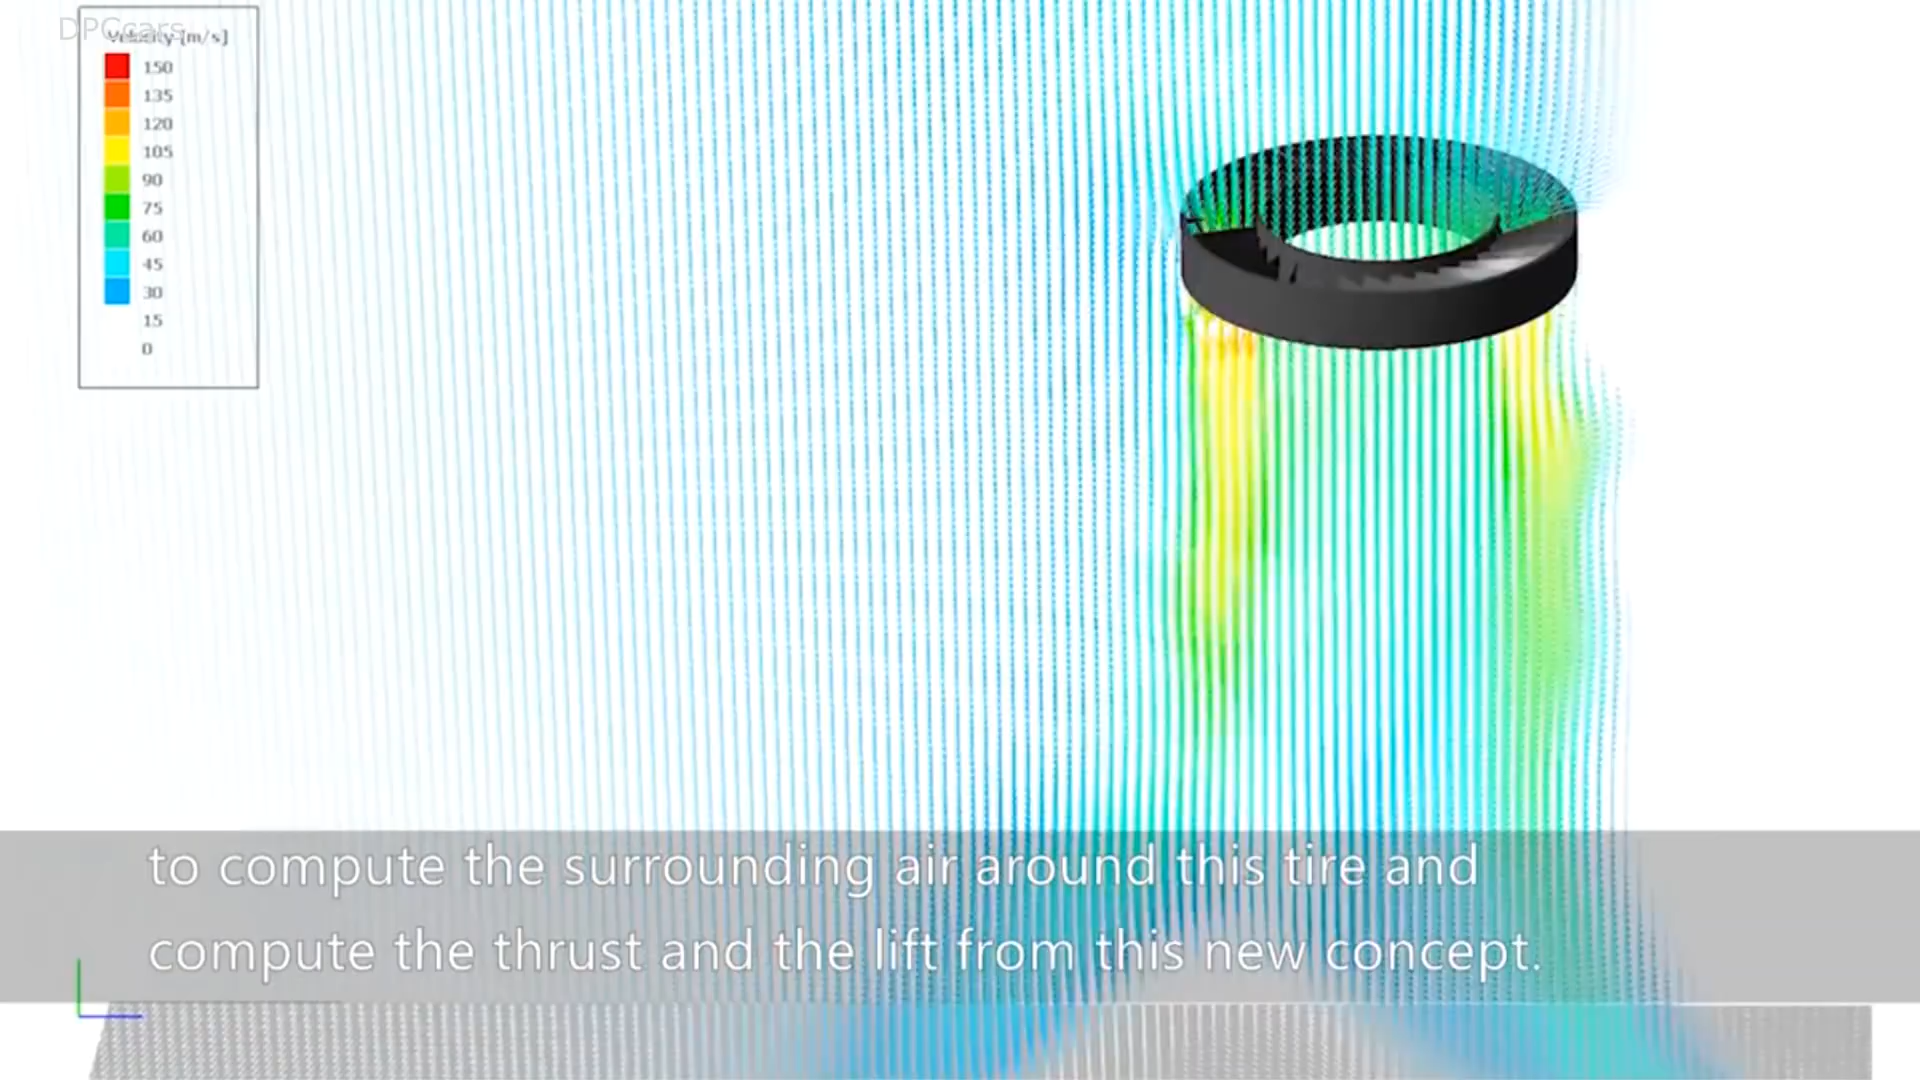 DPCcars
Velocity [m/s]
150
135
120
105
90
75
60
45
30
15
0
to compute the surrounding air around this tire and
compute the thrust and the lift from this new concept.